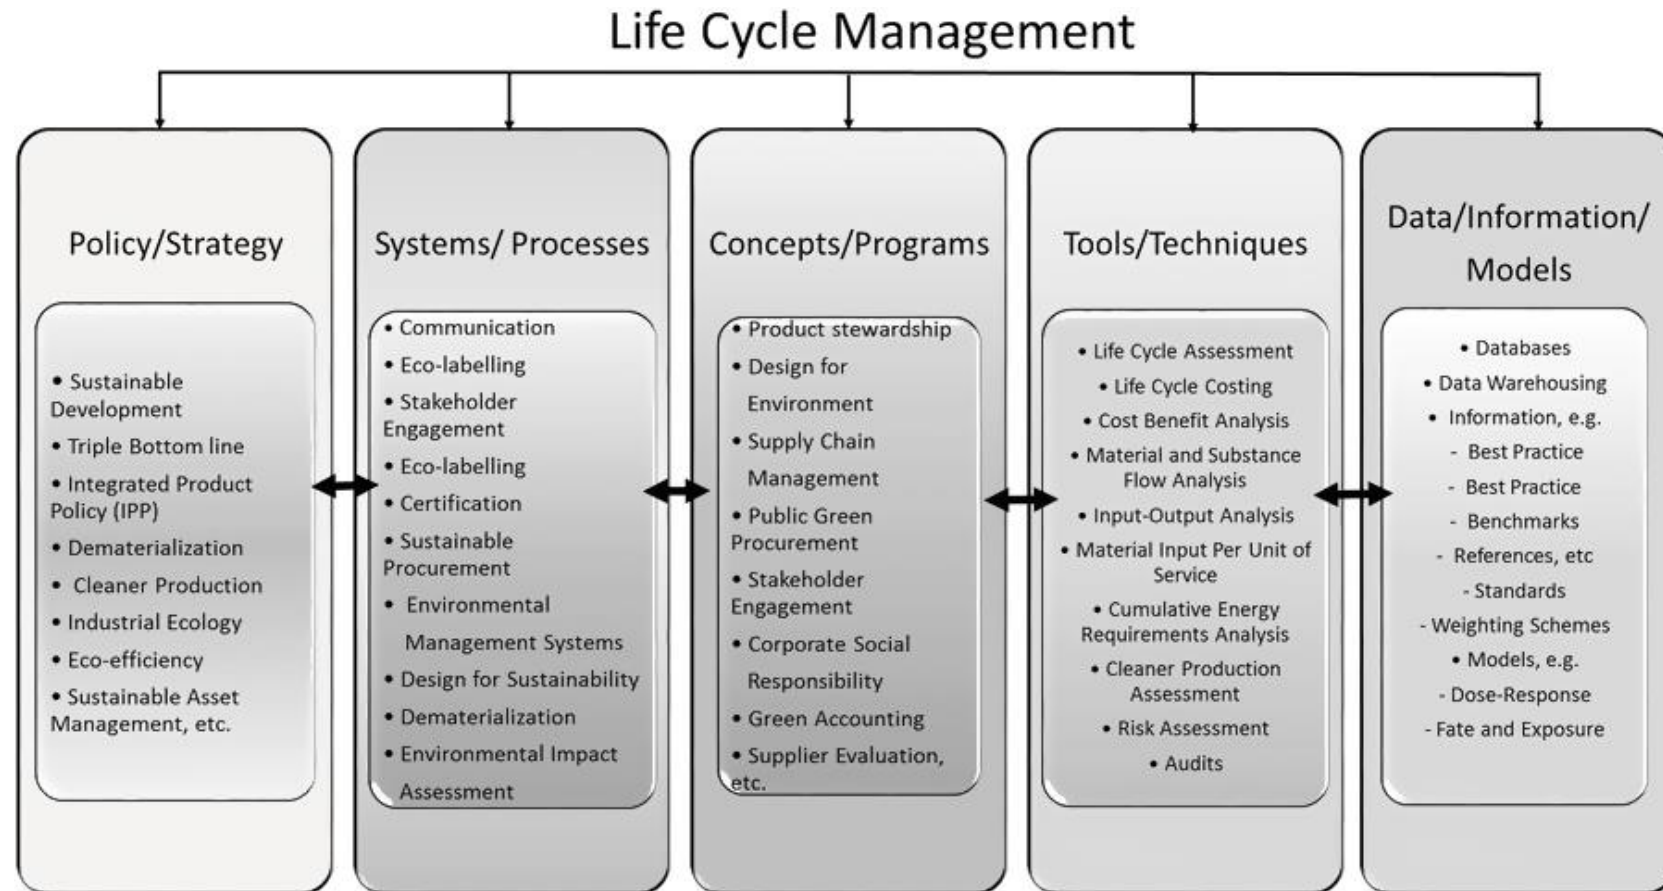 Life Cycle Management
Policy/Strategy
• Sustainable
Development
• Triple Bottom line
• Integrated Product
Policy (IPP)
• Dematerialization
• Cleaner Production
• Industrial Ecology
• Eco-efficiency
• Sustainable Asset
Management, etc.
Systems/ Processes
• Communication
• Eco-labelling
• Stakeholder
Engagement
• Eco-labelling
• Certification
• Sustainable
Procurement
• Environmental
Management Systems
• Design for Sustainability
• Dematerialization
• Environmental Impact
Assessment
Concepts/Programs
• Product stewardship
• Design for
Environment
• Supply Chain
Management
• Public Green
Procurement
• Stakeholder
Engagement
• Corporate Social
Responsibility
• Green Accounting
• Supplier Evaluation,
etc.
Tools/Techniques
• Life Cycle Assessment
• Life Cycle Costing
• Cost Benefit Analysis
• Material and Substance
Flow Analysis
• Input-Output Analysis
• Material Input Per Unit of
Service
• Cumulative Energy
Requirements Analysis
• Cleaner Production
Assessment
• Risk Assessment
• Audits
Data/Information/
Models
• Databases
• Data Warehousing
• Information, e.g.
- Best Practice
- Best Practice
- Benchmarks
- References, etc
- Standards
- Weighting Schemes
• Models, e.g.
- Dose-Response
- Fate and Exposure